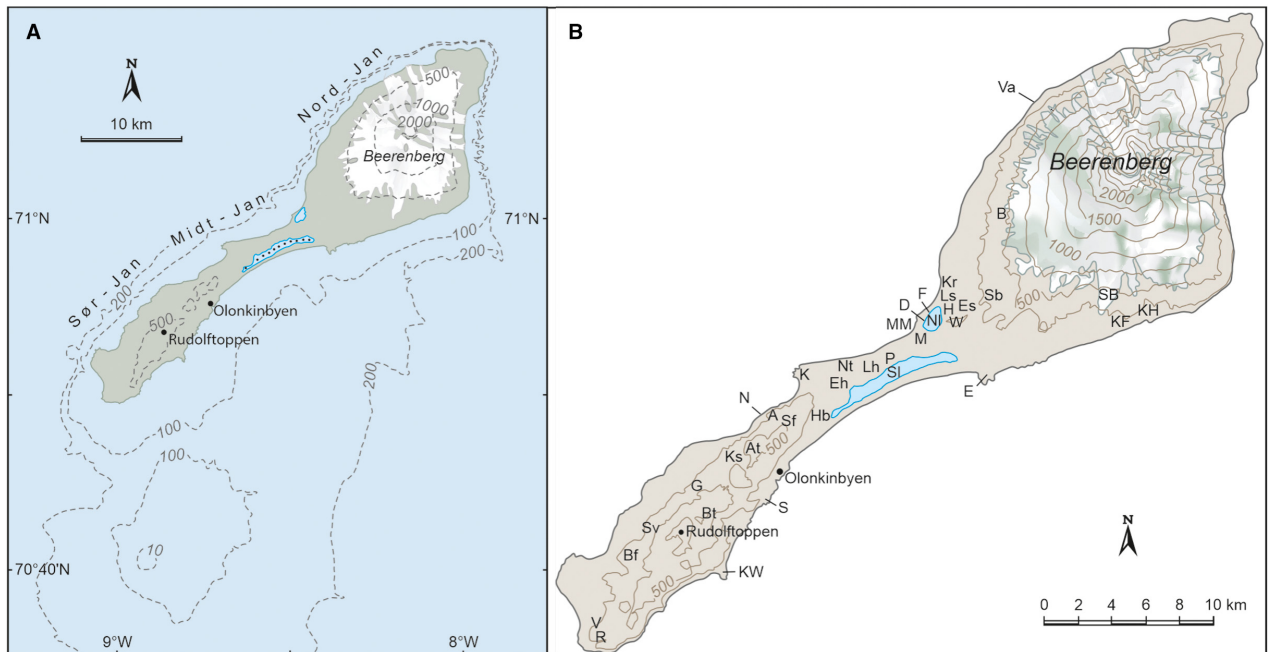 A
N
10 km
Nord-Jan
Midt-Jan
Sør-Jan
500
1000
2000
Beerenberg
71°N
71°N
100
200
200
500
Olonkinbyen
Rudolftoppen
200
100
100
10
70°40'N
9°W
8°W
B
Va
Beerenberg
2000
1500
1000
500
B
Kr
F
Ls
Sb
SB
D
H
Es
KH
MM
Nl
W
KF
M
P
Nt
Lh
Sl
K
Eh
E
N
A
Sf
Hb
At
500
Ks
Olonkinbyen
G
S
Bt
Sv
Rudolftoppen
Bf
KW
500
V
R
N
0 2 4 6 8 10 km